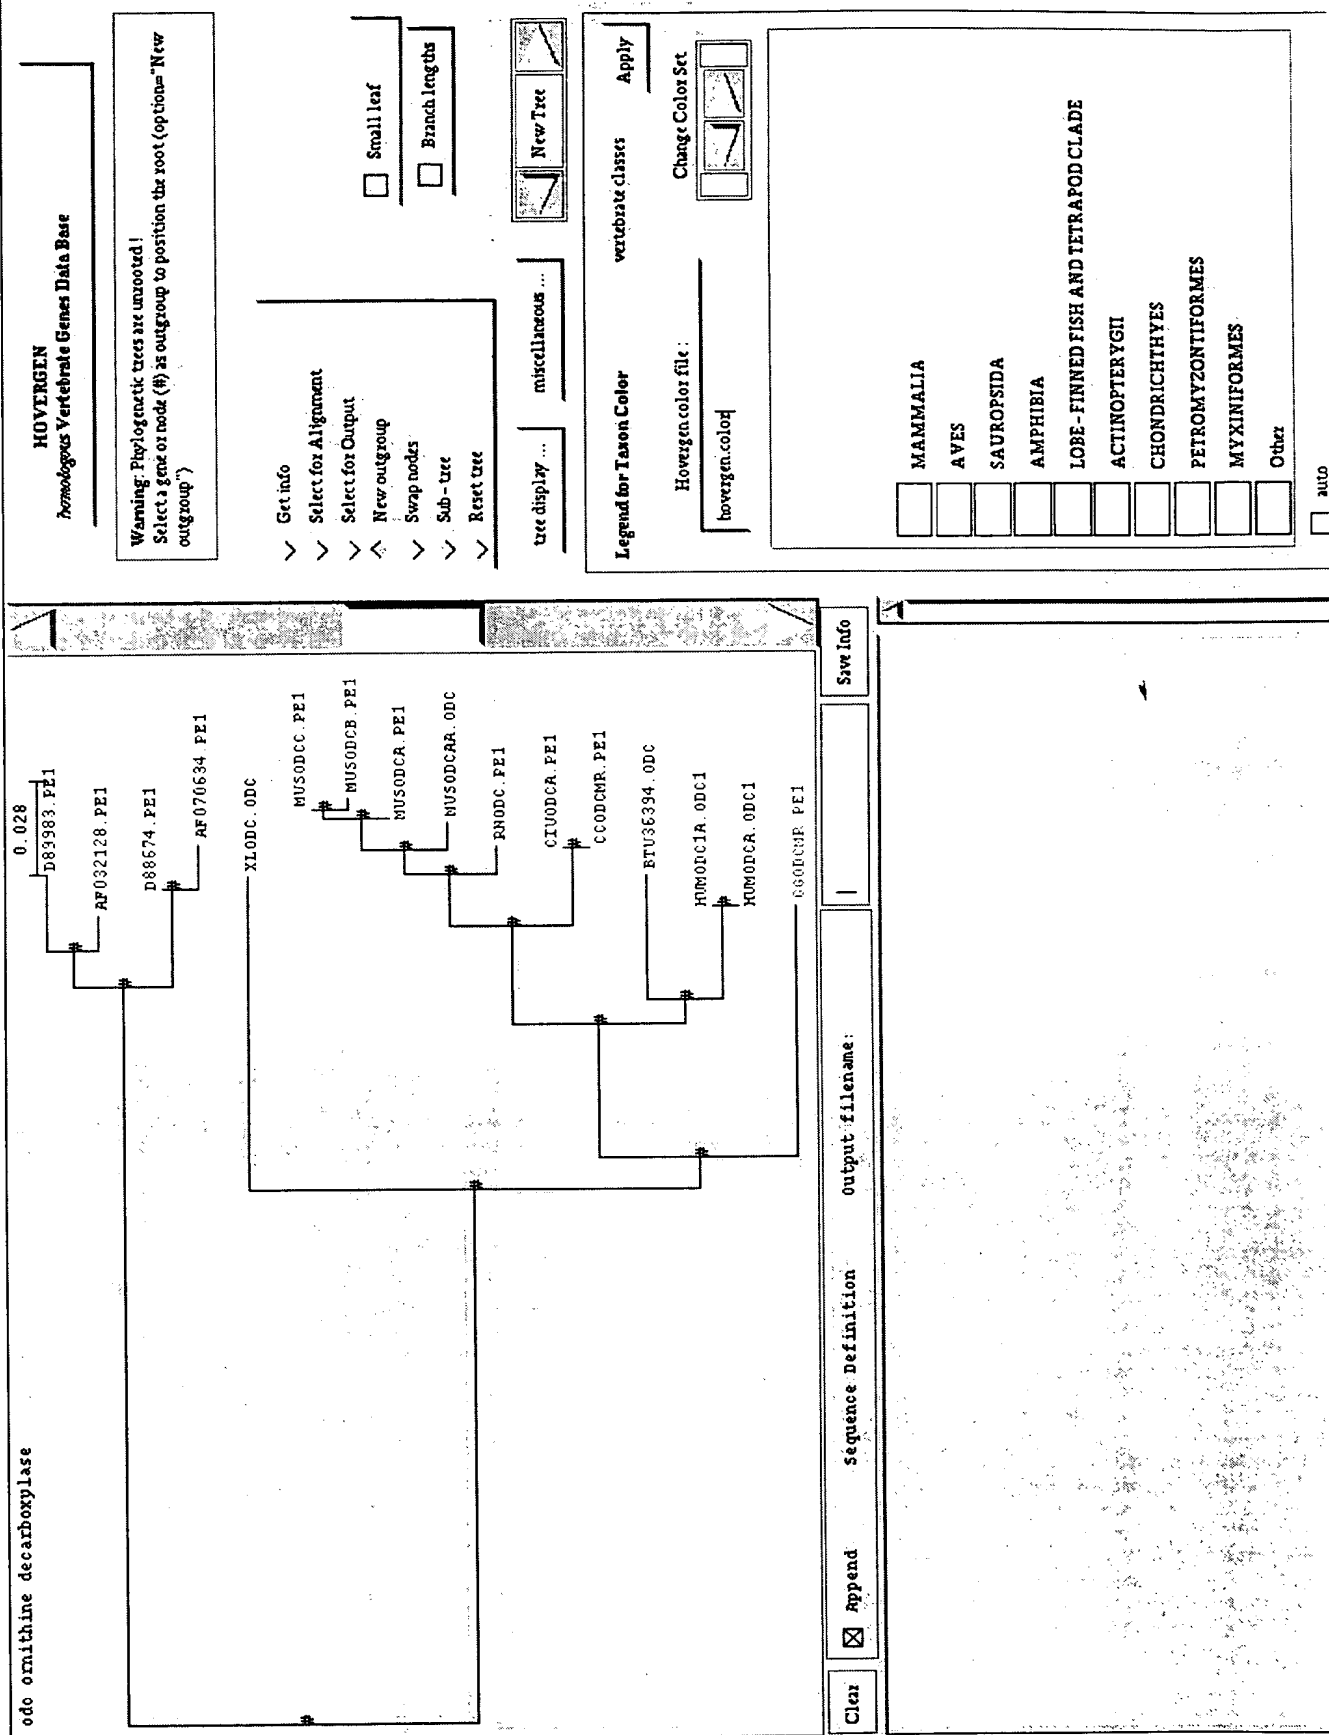 odo ornithine decarboxylase
0.028
D83983.PE1
AF032128.PE1
D88674.PE1
AF070634.PE1
XLODC.ODC
MUSODCC.PE1
MUSODCB.PE1
MUSODCA.PE1
MUSODCAA.ODC
RNODC.PE1
CIUODCA.PE1
CCODCMR.PE1
BTU36394.ODC
HUMODC1A.ODC1
HUMODCA.ODC1
GGODCMR PE1
Clear
Append
Sequence Definition
Output filename:
Save Info
HOVERGEN
homologous Vertebrate Genes Data Base
Warning: Phylogenetic trees are unrooted!
Select a gene or node (#) as outgroup to position the root (option="New
outgroup")
Get info
Select for Alignment
Select for Output
New outgroup
Swap nodes
Sub-tree
Reset tree
Small leaf
Branch lengths
tree display ...
miscellaneous ...
New Tree
Legend for Taxon Color
vertebrate classes
Apply
Hovergen color file :
Change Color Set
hovergen.color
MAMMALIA
AVES
SAUROPSIDA
AMPHIBIA
LOBE-FINNED FISH AND TETRAPOD CLADE
ACTINOPTERYGII
CHONDRICHTHYES
PETROMYZONTIFORMES
MYXINIFORMES
Other
auto